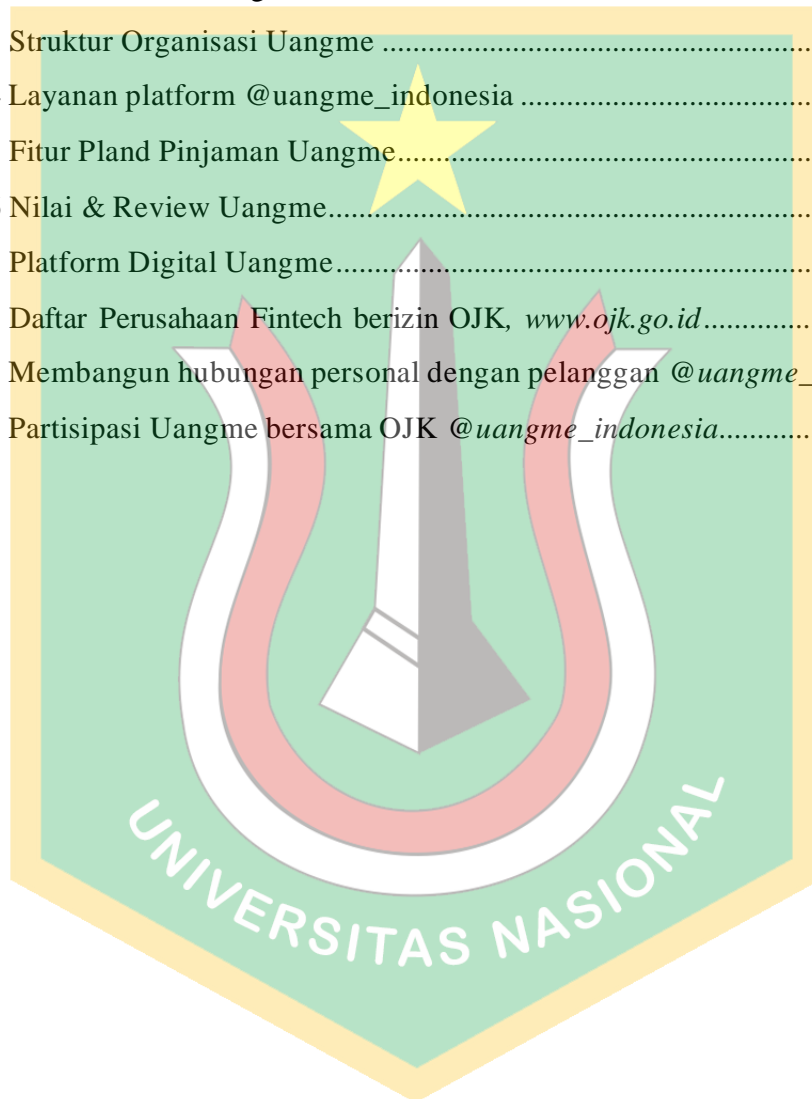 Struktur Organisasi Uangme ........................................................
Layanan platform @uangme_indonesia ......................................
Fitur Pland Pinjaman Uangme......................................................
Nilai & Review Uangme...............................................................
Platform Digital Uangme..............................................................
Daftar Perusahaan Fintech berizin OJK, www.ojk.go.id..............
Membangun hubungan personal dengan pelanggan @uangme_
Partisipasi Uangme bersama OJK @uangme_indonesia............
UNIVERSITAS NASIONAL